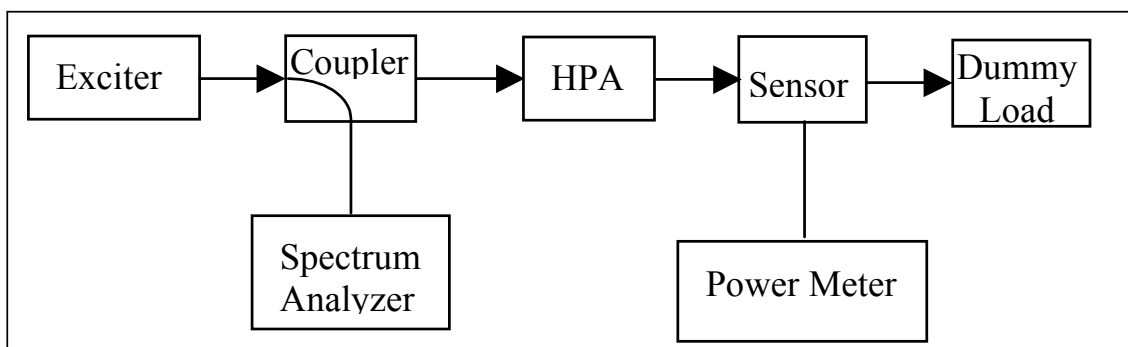 Exciter
Coupler
HPA
Sensor
Dummy
Load
Spectrum
Analyzer
Power Meter